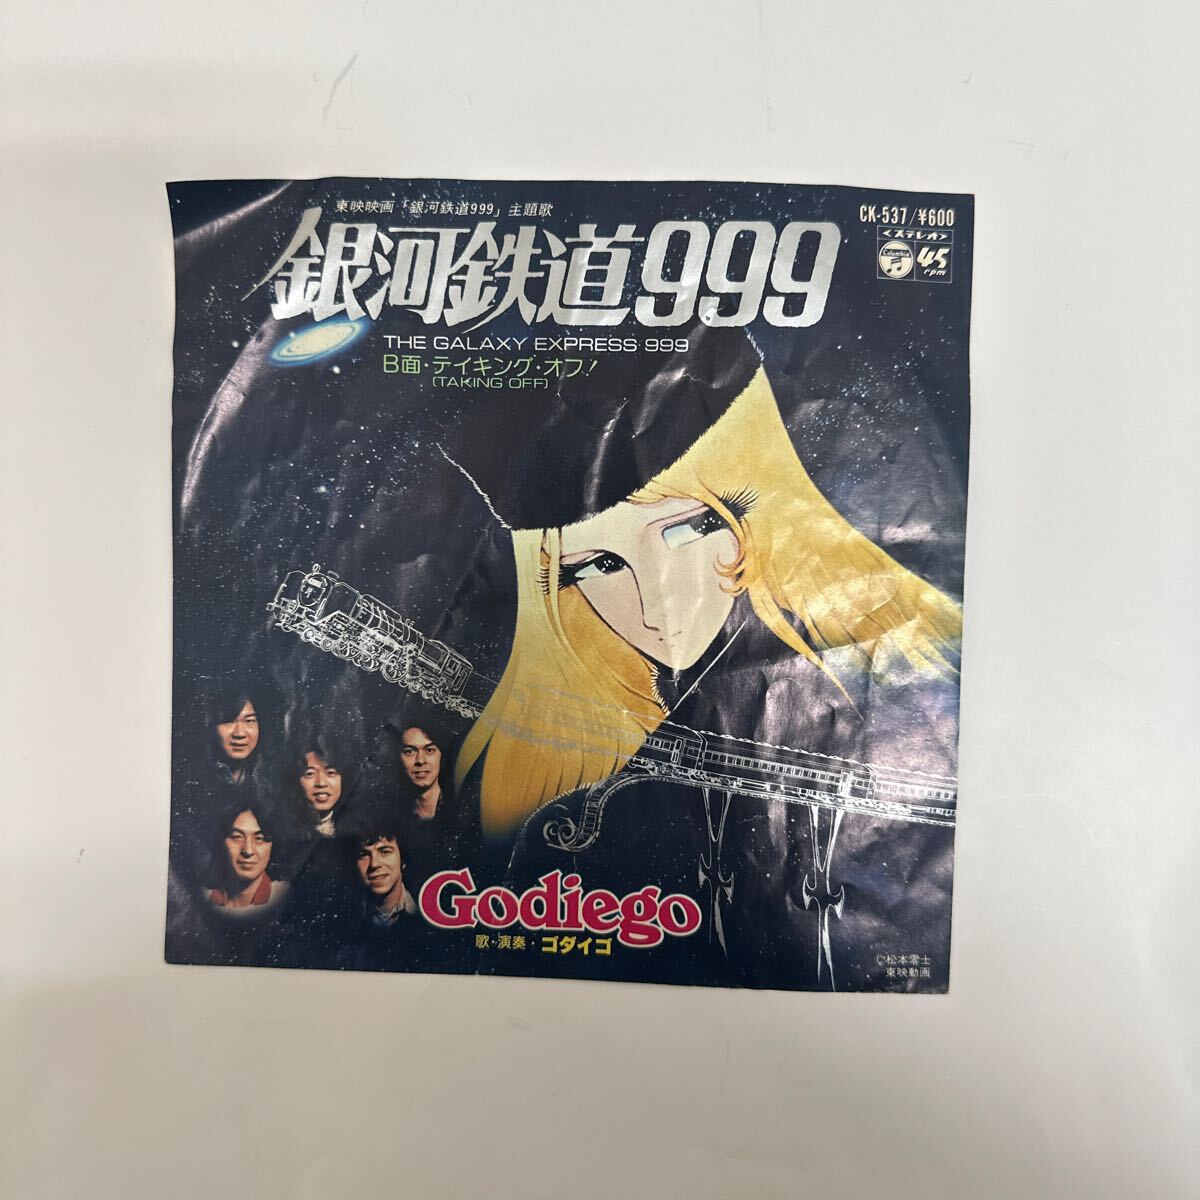 東映映画「銀河鉄道999」主題歌
銀河鉄道999
THE GALAXY EXPRESS 999
B面・テイキング・オフ!
(TAKING OFF)
CK-537/¥600
<ステレオ>
Columbia
45
rpm
Godiego
歌・演奏・ゴダイゴ
©松本零士
東映動画